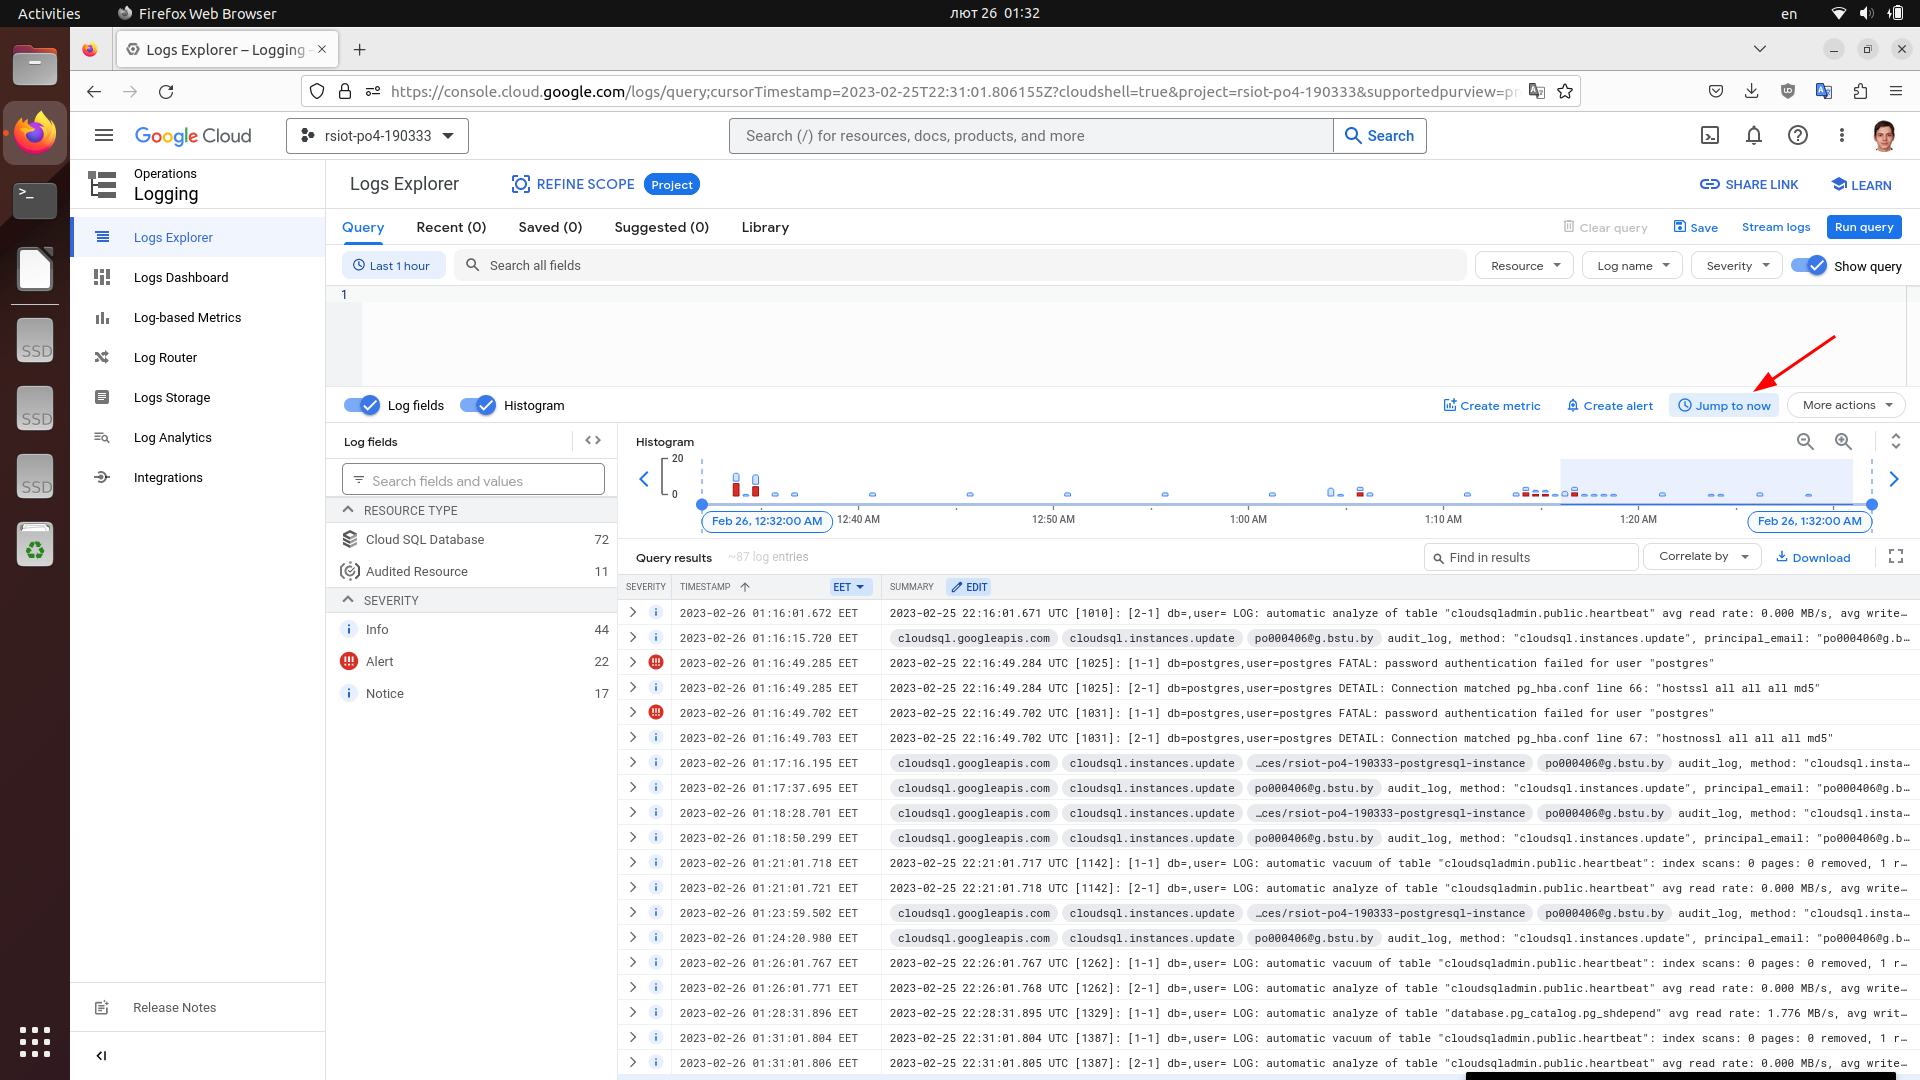 Activities
Firefox Web Browser
лют 26 01:32
en
Logs Explorer – Logging
https://console.cloud.google.com/logs/query;cursorTimestamp=2023-02-25T22:31:01.806155Z?cloudshell=true&project=rsiot-po4-190333&supportedpurview=pr
Google Cloud
rsiot-po4-190333
Search (/) for resources, docs, products, and more
Search
Operations
Logging
Logs Explorer
REFINE SCOPE
Project
SHARE LINK
LEARN
Logs Explorer
Logs Dashboard
Log-based Metrics
Log Router
Logs Storage
Log Analytics
Integrations
Release Notes
SSD
SSD
SSD
Query
Recent (0)
Saved (0)
Suggested (0)
Library
Clear query
Save
Stream logs
Run query
Last 1 hour
Search all fields
Resource
Log name
Severity
Show query
1
Log fields
Histogram
Create metric
Create alert
Jump to now
More actions
Log fields
Search fields and values
RESOURCE TYPE
Cloud SQL Database 72
Audited Resource 11
SEVERITY
Info 44
Alert 22
Notice 17
Histogram
20
0
Feb 26, 12:32:00 AM
12:40 AM
12:50 AM
1:00 AM
1:10 AM
1:20 AM
Feb 26, 1:32:00 AM
Query results
~87 log entries
Find in results
Correlate by
Download
SEVERITY TIMESTAMP EET SUMMARY EDIT
2023-02-26 01:16:01.672 EET 2023-02-25 22:16:01.671 UTC [1010]: [2-1] db=,user= LOG: automatic analyze of table "cloudsqladmin.public.heartbeat" avg read rate: 0.000 MB/s, avg write…
2023-02-26 01:16:15.720 EET cloudsql.googleapis.com cloudsql.instances.update po000406@g.bstu.by audit_log, method: "cloudsql.instances.update", principal_email: "po000406@g.b…
2023-02-26 01:16:49.285 EET 2023-02-25 22:16:49.284 UTC [1025]: [1-1] db=postgres,user=postgres FATAL: password authentication failed for user "postgres"
2023-02-26 01:16:49.285 EET 2023-02-25 22:16:49.284 UTC [1025]: [2-1] db=postgres,user=postgres DETAIL: Connection matched pg_hba.conf line 66: "hostssl all all all md5"
2023-02-26 01:16:49.702 EET 2023-02-25 22:16:49.702 UTC [1031]: [1-1] db=postgres,user=postgres FATAL: password authentication failed for user "postgres"
2023-02-26 01:16:49.703 EET 2023-02-25 22:16:49.702 UTC [1031]: [2-1] db=postgres,user=postgres DETAIL: Connection matched pg_hba.conf line 67: "hostnossl all all all md5"
2023-02-26 01:17:16.195 EET cloudsql.googleapis.com cloudsql.instances.update …ces/rsiot-po4-190333-postgresql-instance po000406@g.bstu.by audit_log, method: "cloudsql.insta…
2023-02-26 01:17:37.695 EET cloudsql.googleapis.com cloudsql.instances.update po000406@g.bstu.by audit_log, method: "cloudsql.instances.update", principal_email: "po000406@g.b…
2023-02-26 01:18:28.701 EET cloudsql.googleapis.com cloudsql.instances.update …ces/rsiot-po4-190333-postgresql-instance po000406@g.bstu.by audit_log, method: "cloudsql.insta…
2023-02-26 01:18:50.299 EET cloudsql.googleapis.com cloudsql.instances.update po000406@g.bstu.by audit_log, method: "cloudsql.instances.update", principal_email: "po000406@g.b…
2023-02-26 01:21:01.718 EET 2023-02-25 22:21:01.717 UTC [1142]: [1-1] db=,user= LOG: automatic vacuum of table "cloudsqladmin.public.heartbeat": index scans: 0 pages: 0 removed, 1 r…
2023-02-26 01:21:01.721 EET 2023-02-25 22:21:01.718 UTC [1142]: [2-1] db=,user= LOG: automatic analyze of table "cloudsqladmin.public.heartbeat" avg read rate: 0.000 MB/s, avg write…
2023-02-26 01:23:59.502 EET cloudsql.googleapis.com cloudsql.instances.update …ces/rsiot-po4-190333-postgresql-instance po000406@g.bstu.by audit_log, method: "cloudsql.insta…
2023-02-26 01:24:20.980 EET cloudsql.googleapis.com cloudsql.instances.update po000406@g.bstu.by audit_log, method: "cloudsql.instances.update", principal_email: "po000406@g.b…
2023-02-26 01:26:01.767 EET 2023-02-25 22:26:01.767 UTC [1262]: [1-1] db=,user= LOG: automatic vacuum of table "cloudsqladmin.public.heartbeat": index scans: 0 pages: 0 removed, 1 r…
2023-02-26 01:26:01.771 EET 2023-02-25 22:26:01.768 UTC [1262]: [2-1] db=,user= LOG: automatic analyze of table "cloudsqladmin.public.heartbeat" avg read rate: 0.000 MB/s, avg write…
2023-02-26 01:28:31.896 EET 2023-02-25 22:28:31.895 UTC [1329]: [1-1] db=,user= LOG: automatic analyze of table "database.pg_catalog.pg_shdepend" avg read rate: 1.776 MB/s, avg writ…
2023-02-26 01:31:01.804 EET 2023-02-25 22:31:01.804 UTC [1387]: [1-1] db=,user= LOG: automatic vacuum of table "cloudsqladmin.public.heartbeat": index scans: 0 pages: 0 removed, 1 r…
2023-02-26 01:31:01.806 EET 2023-02-25 22:31:01.805 UTC [1387]: [2-1] db=,user= LOG: automatic analyze of table "cloudsqladmin.public.heartbeat" avg read rate: 0.000 MB/s, avg write…